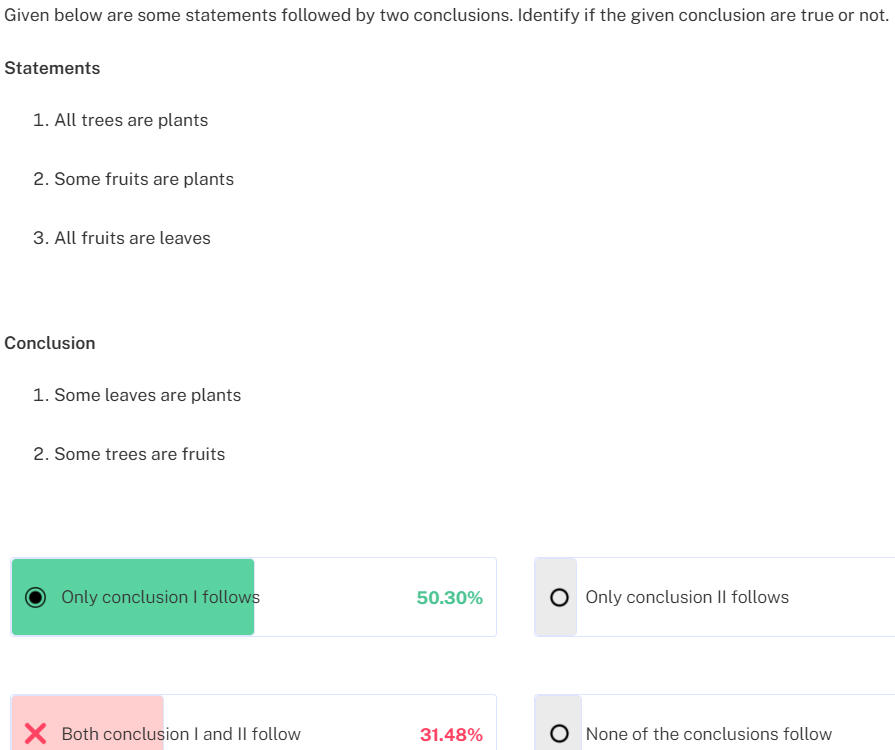 Given below are some statements followed by two conclusions. Identify if the given conclusion are true or not.
Statements
1. All trees are plants
2. Some fruits are plants
3. All fruits are leaves
Conclusion
1. Some leaves are plants
2. Some trees are fruits
Only conclusion I follows 50.30% Only conclusion II follows
Both conclusion I and II follow 31.48% None of the conclusions follow